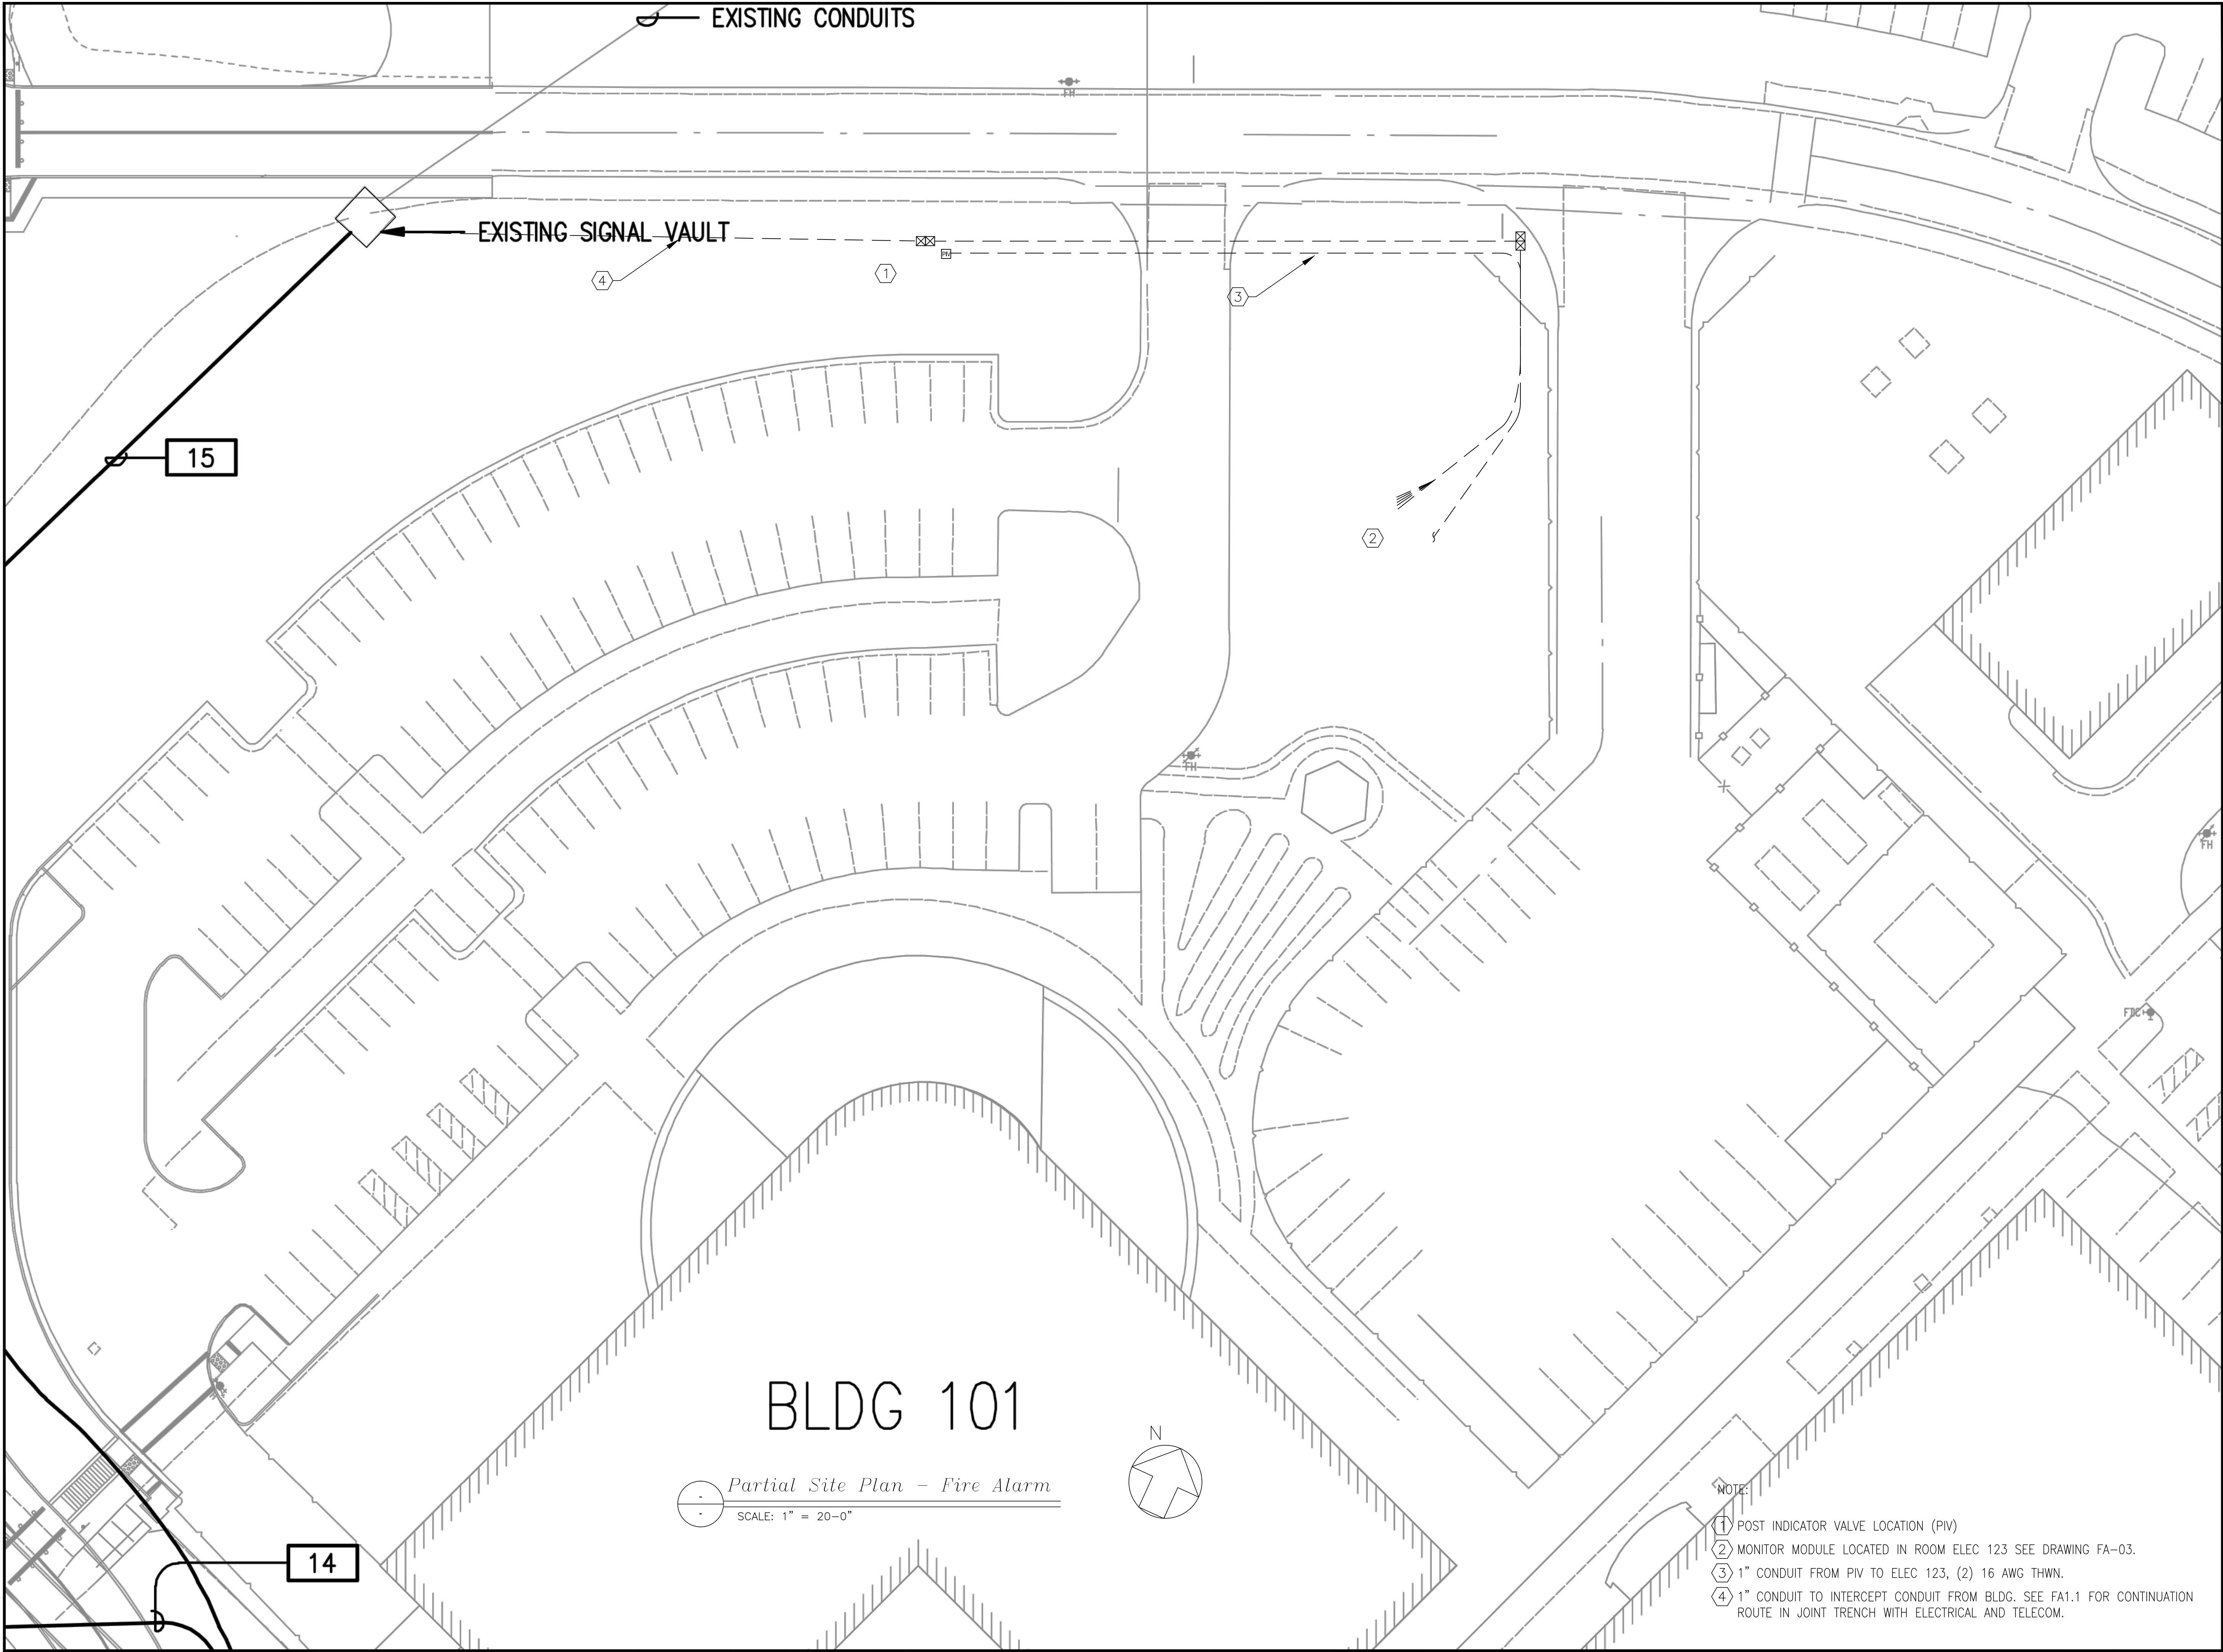 EXISTING CONDUITS
FH
EXISTING SIGNAL VAULT
4
1
PIV
3
15
2
FH
FH
FTC
BLDG 101
N
Partial Site Plan - Fire Alarm
SCALE: 1" = 20-0"
14
NOTE:
1 POST INDICATOR VALVE LOCATION (PIV)
2 MONITOR MODULE LOCATED IN ROOM ELEC 123 SEE DRAWING FA-03.
3 1" CONDUIT FROM PIV TO ELEC 123, (2) 16 AWG THWN.
4 1" CONDUIT TO INTERCEPT CONDUIT FROM BLDG. SEE FA1.1 FOR CONTINUATION
ROUTE IN JOINT TRENCH WITH ELECTRICAL AND TELECOM.